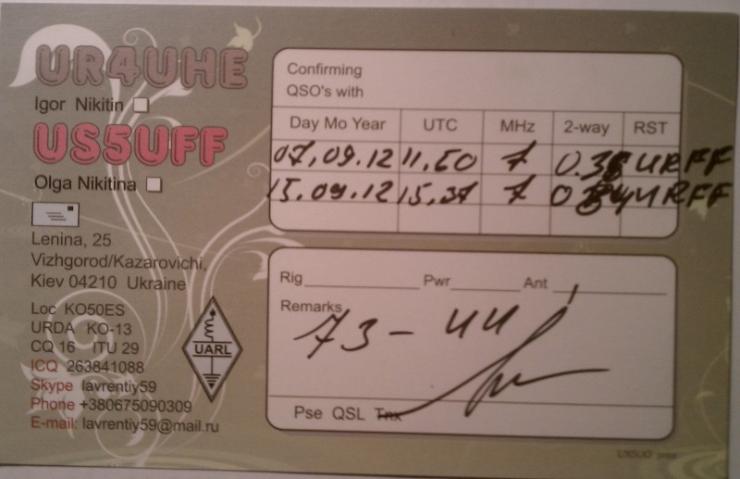 UR4UHE
Igor Nikitin
US5UFF
Olga Nikitina
Lenina, 25
Vizhgorod/Kazarovichi,
Kiev 04210 Ukraine
Loc KO50ES
URDA KO-13
CQ 16 ITU 29
ICQ 263841088
Skype lavrentiy59
Phone +380675090309
E-mail: lavrentiy59@mail.ru
UARL
Confirming
QSO's with
Day Mo Year UTC MHz 2-way RST
07.09.12 11.50 7 URFF
15.09.12 15.37 7 URFF
Rig Pwr Ant
Remarks
73 - 44
Pse QSL Tnx